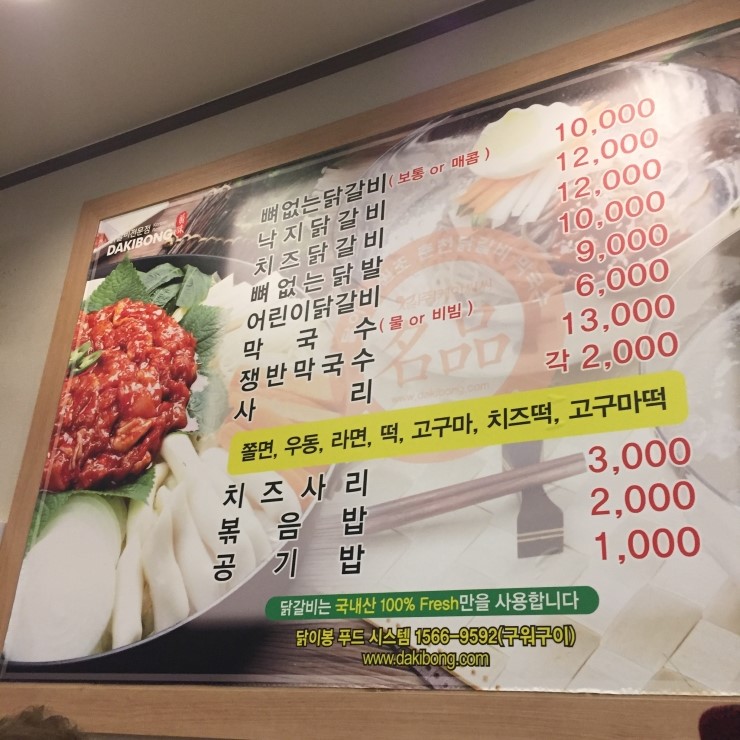 DAKIBONG
뼈없는닭갈비(보통 or 매콤) 10,000
낙지닭갈비 12,000
치즈닭갈비 12,000
뼈없는닭발 10,000
어린이닭갈비 9,000
막국수(물 or 비빔) 6,000
쟁반막국수 13,000
사리 각 2,000
쫄면, 우동, 라면, 떡, 고구마, 치즈떡, 고구마떡
치즈사리 3,000
볶음밥 2,000
공기밥 1,000
닭갈비는 국내산 100% Fresh만을 사용합니다
닭이봉 푸드 시스템 1566-9592(구워구이)
www.dakibong.com
名品
www.dakibong.com